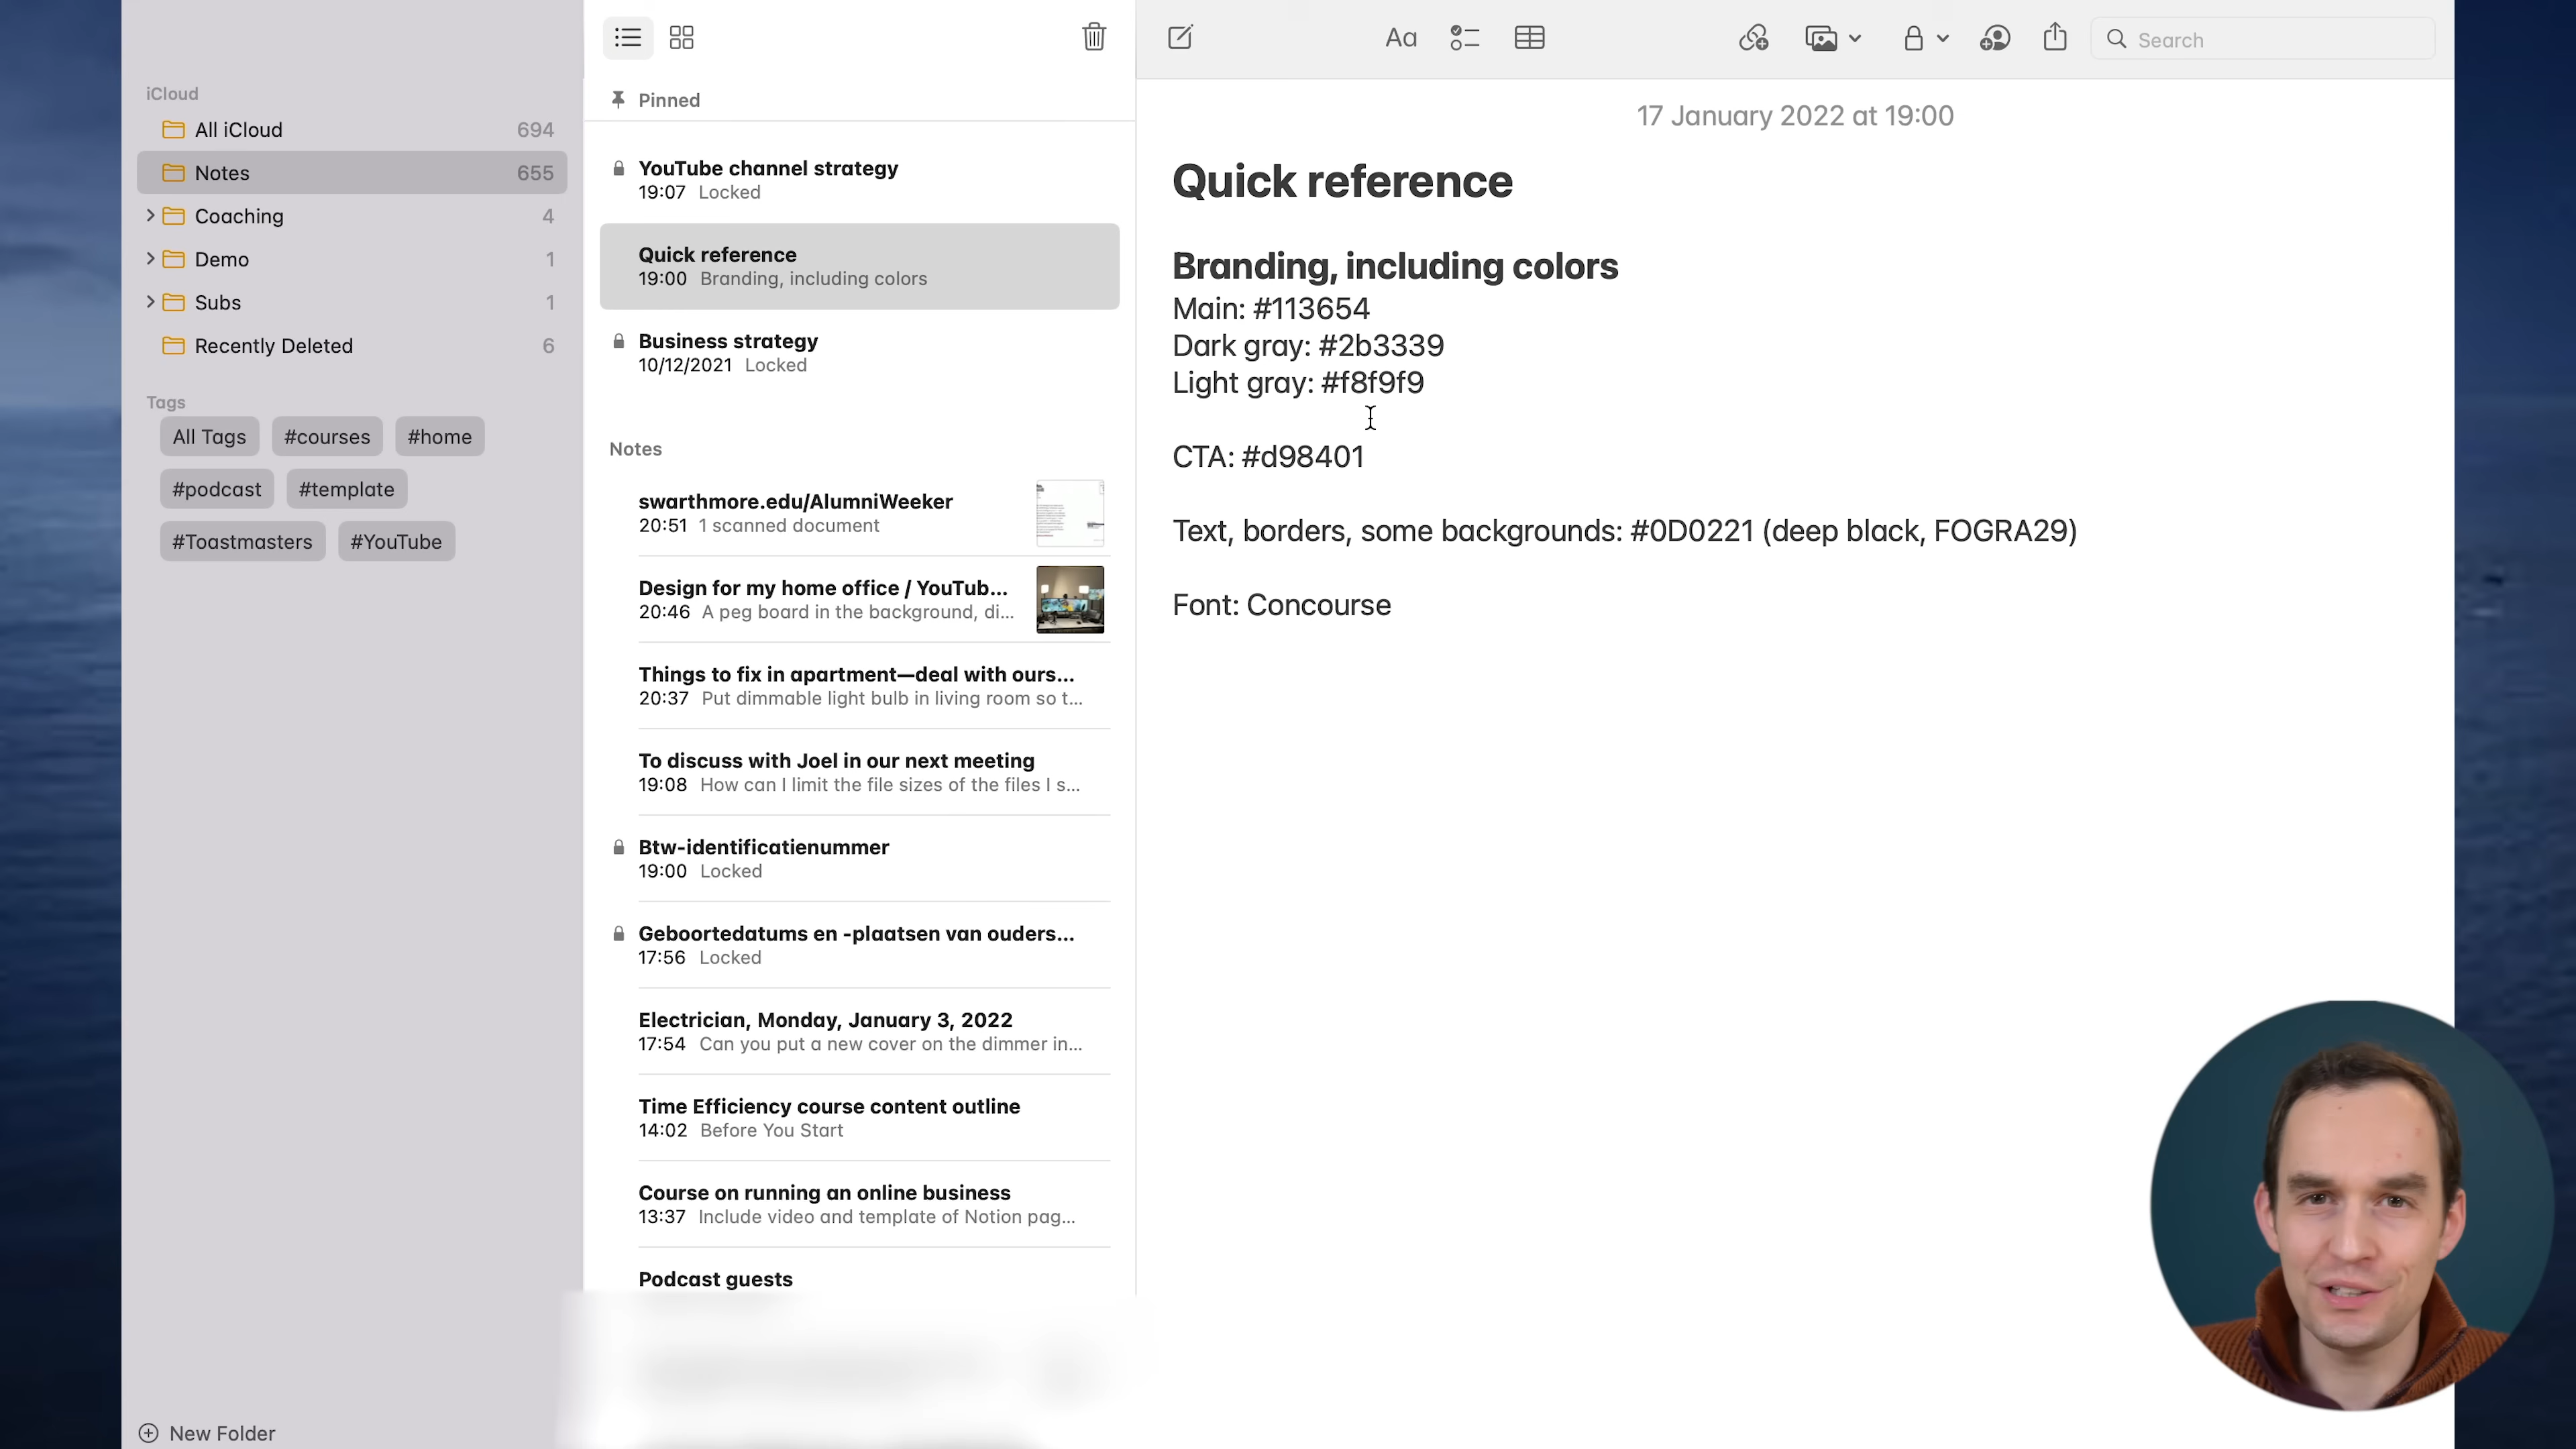 iCloud
All iCloud 694
Notes 655
Coaching 4
Demo 1
Subs 1
Recently Deleted 6
Tags
All Tags #courses #home
#podcast #template
#Toastmasters #YouTube
New Folder
Pinned
YouTube channel strategy
19:07 Locked
Quick reference
19:00 Branding, including colors
Business strategy
10/12/2021 Locked
Notes
swarthmore.edu/AlumniWeeker
20:51 1 scanned document
Design for my home office / YouTub...
20:46 A peg board in the background, di...
Things to fix in apartment—deal with ours...
20:37 Put dimmable light bulb in living room so t...
To discuss with Joel in our next meeting
19:08 How can I limit the file sizes of the files I s...
Btw-identificatienummer
19:00 Locked
Geboortedatums en -plaatsen van ouders...
17:56 Locked
Electrician, Monday, January 3, 2022
17:54 Can you put a new cover on the dimmer in...
Time Efficiency course content outline
14:02 Before You Start
Course on running an online business
13:37 Include video and template of Notion pag...
Podcast guests
Aa
Search
17 January 2022 at 19:00
Quick reference
Branding, including colors
Main: #113654
Dark gray: #2b3339
Light gray: #f8f9f9
CTA: #d98401
Text, borders, some backgrounds: #0D0221 (deep black, FOGRA29)
Font: Concourse